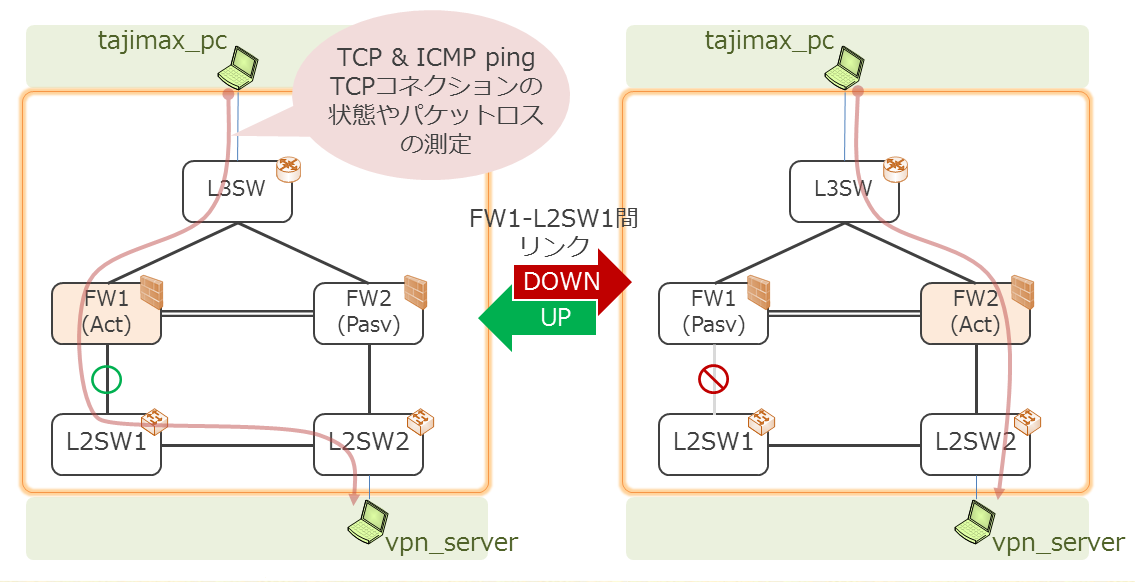 tajimax_pc
TCP & ICMP ping
TCPコネクションの
状態やパケットロス
の測定
L3SW
FW1
(Act)
FW2
(Pasv)
L2SW1
L2SW2
vpn_server
FW1-L2SW1間
リンク
DOWN
UP
tajimax_pc
L3SW
FW1
(Pasv)
FW2
(Act)
L2SW1
L2SW2
vpn_server